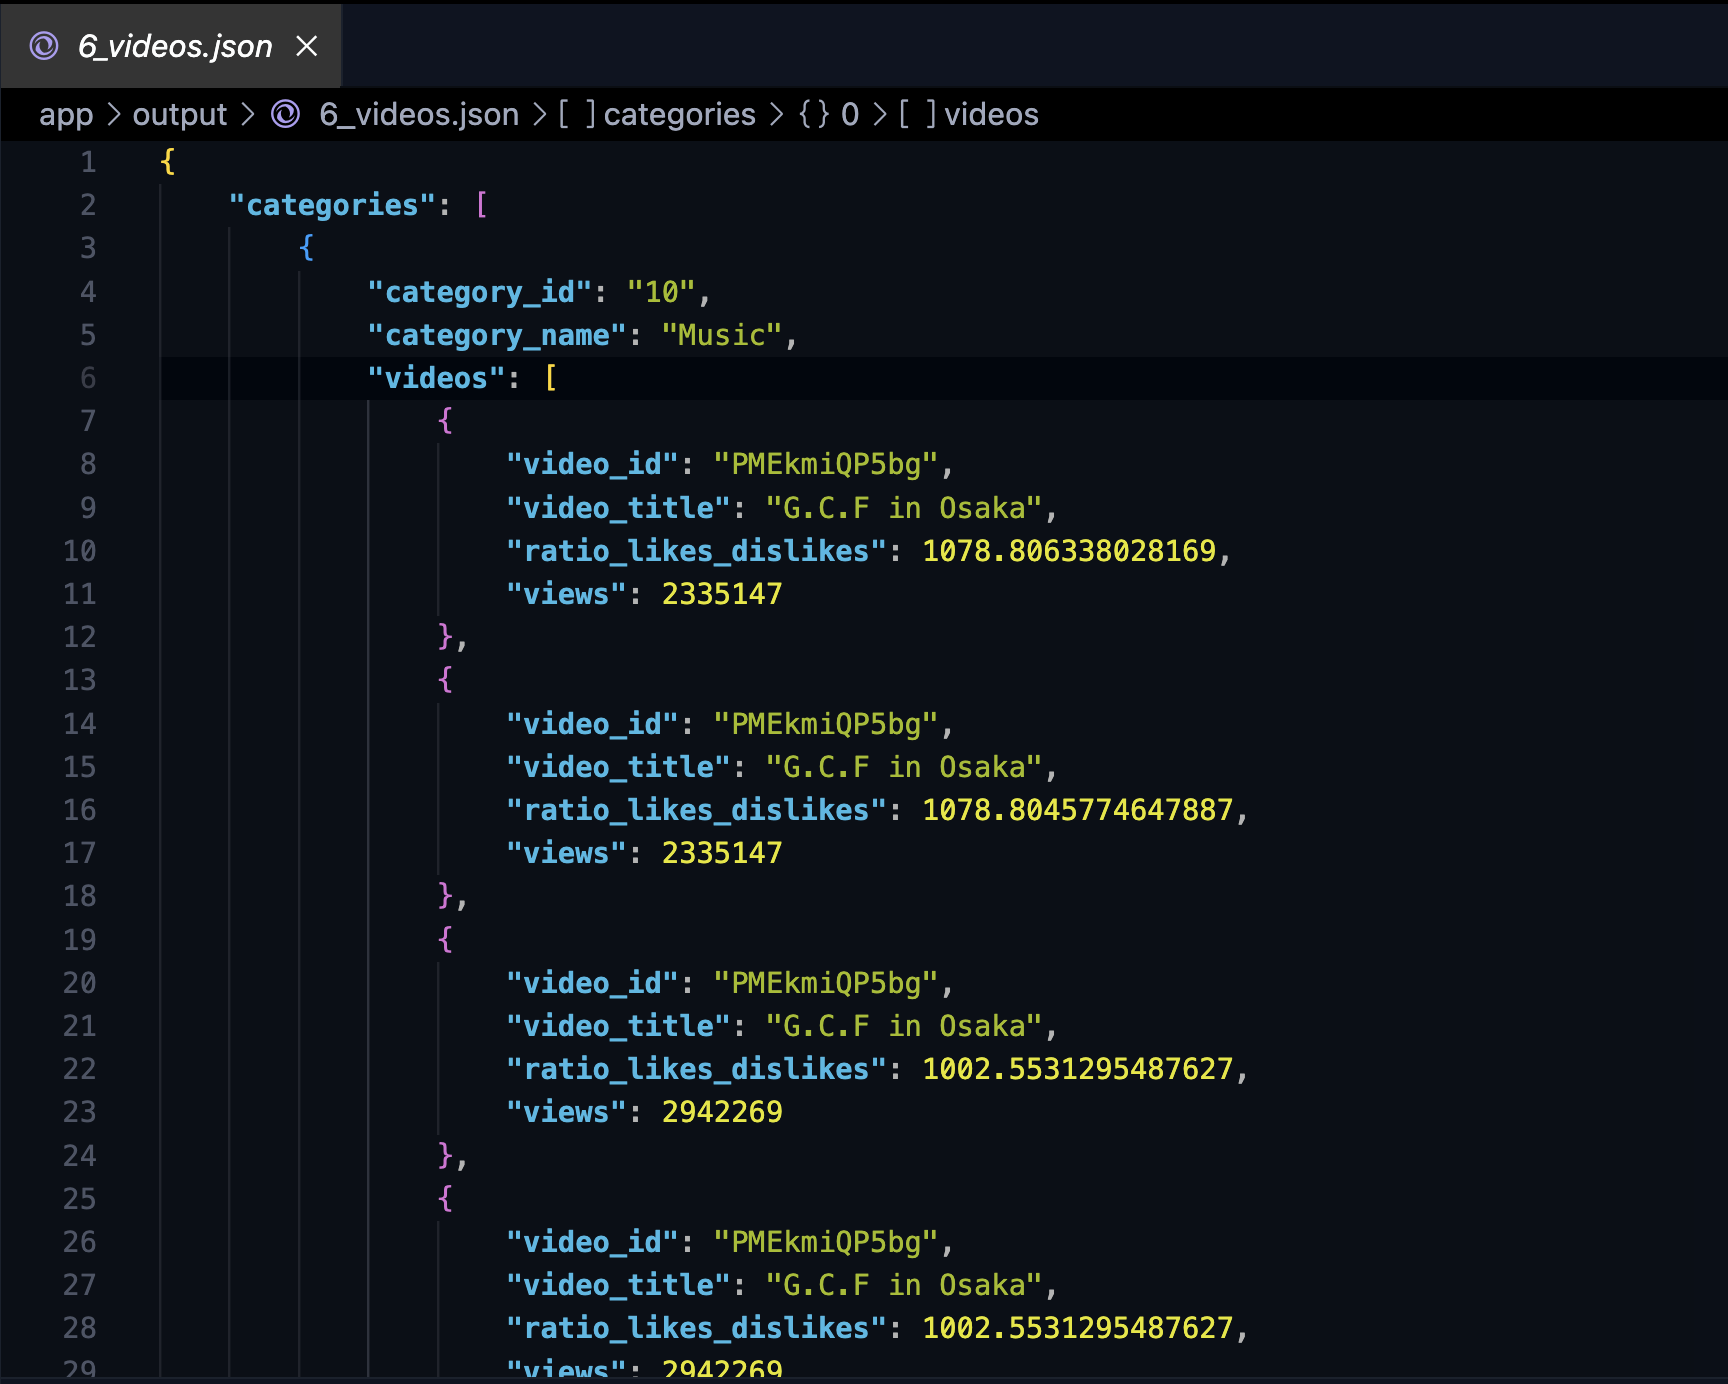 6_videos.json
app > output > 6_videos.json > [ ] categories > {} 0 > [ ] videos
1 {
2 "categories": [
3 {
4 "category_id": "10",
5 "category_name": "Music",
6 "videos": [
7 {
8 "video_id": "PMEkmiQP5bg",
9 "video_title": "G.C.F in Osaka",
10 "ratio_likes_dislikes": 1078.806338028169,
11 "views": 2335147
12 },
13 {
14 "video_id": "PMEkmiQP5bg",
15 "video_title": "G.C.F in Osaka",
16 "ratio_likes_dislikes": 1078.8045774647887,
17 "views": 2335147
18 },
19 {
20 "video_id": "PMEkmiQP5bg",
21 "video_title": "G.C.F in Osaka",
22 "ratio_likes_dislikes": 1002.5531295487627,
23 "views": 2942269
24 },
25 {
26 "video_id": "PMEkmiQP5bg",
27 "video_title": "G.C.F in Osaka",
28 "ratio_likes_dislikes": 1002.5531295487627,
29 "views": 2942269